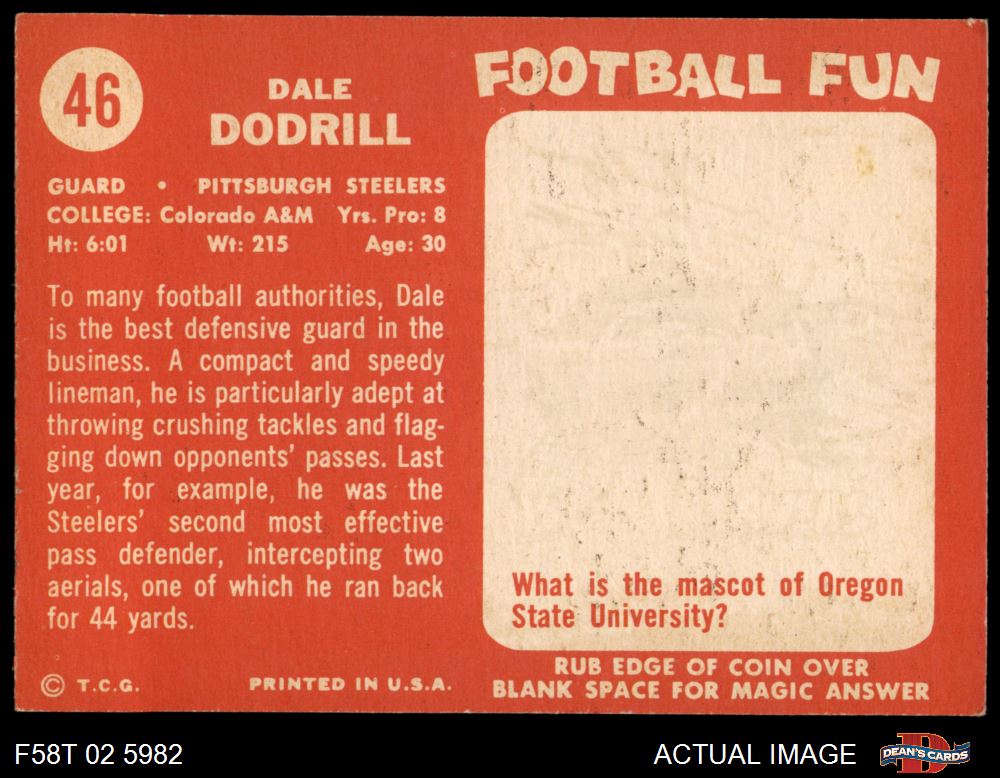 46
DALE
DODRILL
GUARD • PITTSBURGH STEELERS
COLLEGE: Colorado A&M Yrs. Pro: 8
Ht: 6:01 Wt: 215 Age: 30
To many football authorities, Dale
is the best defensive guard in the
business. A compact and speedy
lineman, he is particularly adept at
throwing crushing tackles and flag-
ging down opponents' passes. Last
year, for example, he was the
Steelers' second most effective
pass defender, intercepting two
aerials, one of which he ran back
for 44 yards.
© T.C.G. PRINTED IN U.S.A.
FOOTBALL FUN
What is the mascot of Oregon
State University?
RUB EDGE OF COIN OVER
BLANK SPACE FOR MAGIC ANSWER
F58T 02 5982
ACTUAL IMAGE
D
DEAN'S CARDS